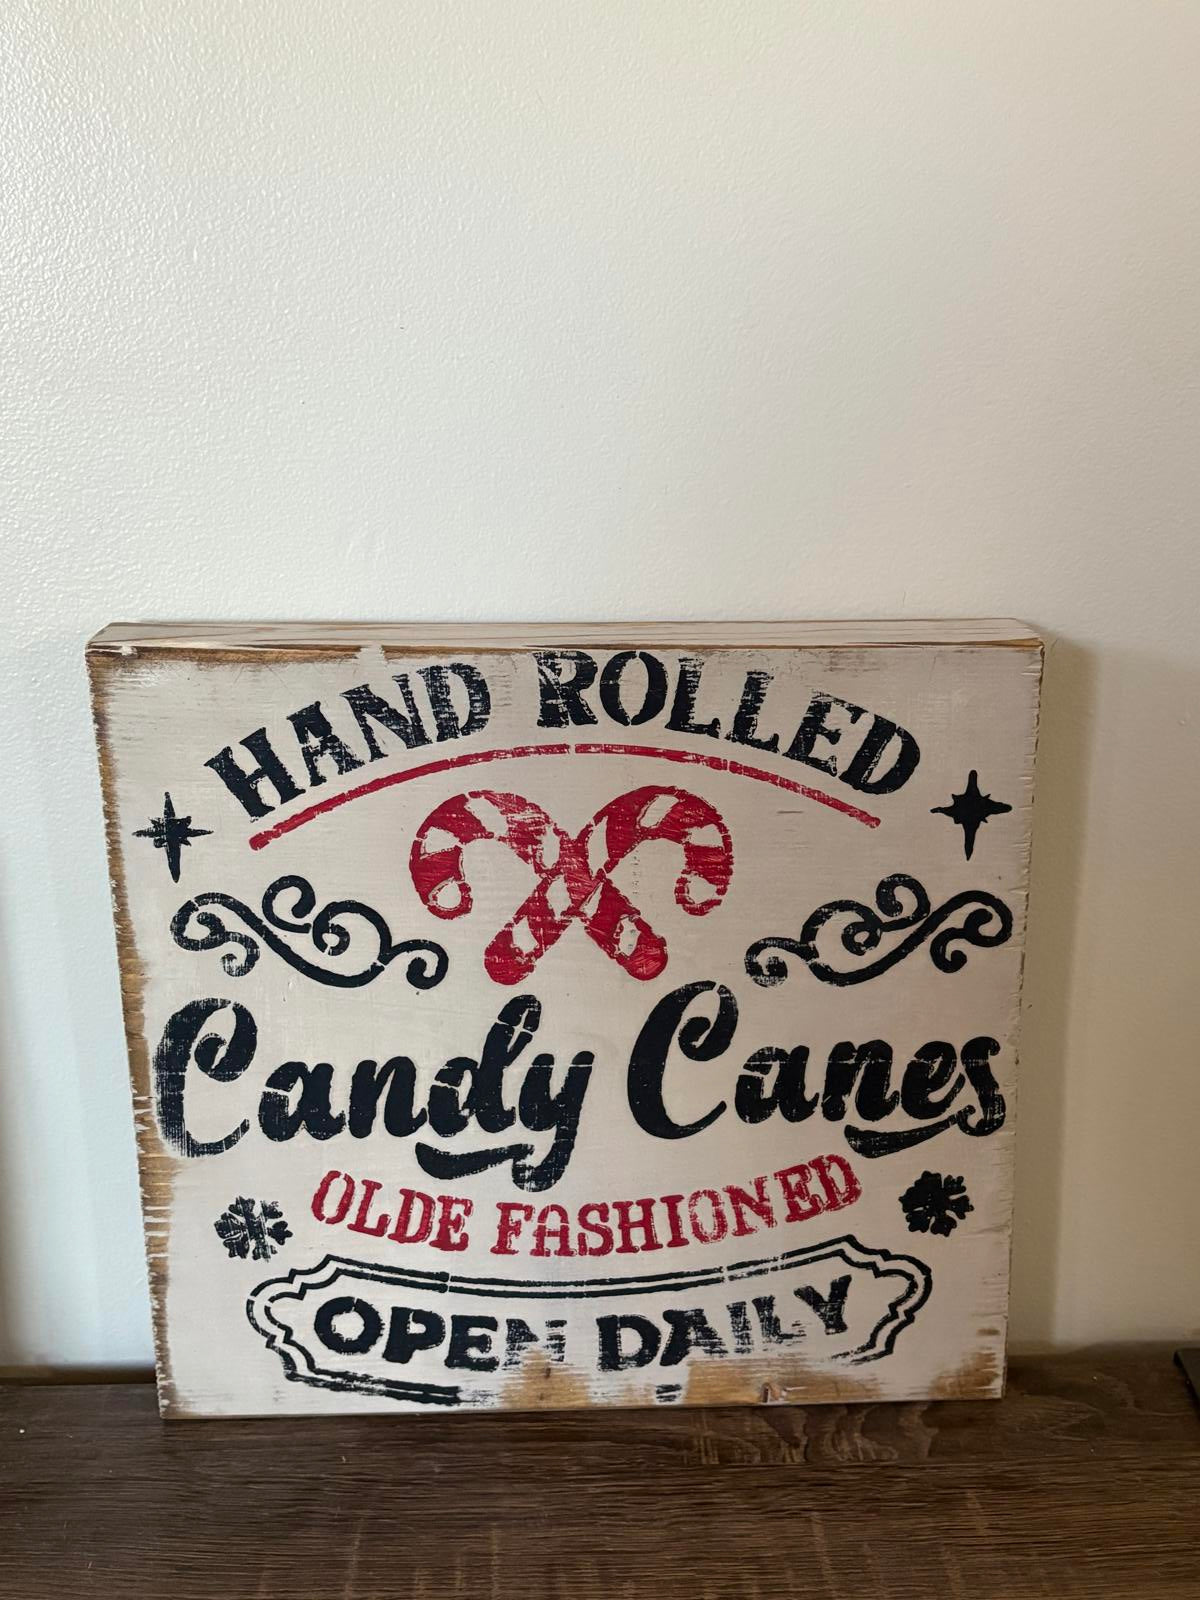 HAND ROLLED
Candy Canes
OLDE FASHIONED
OPEN DAILY